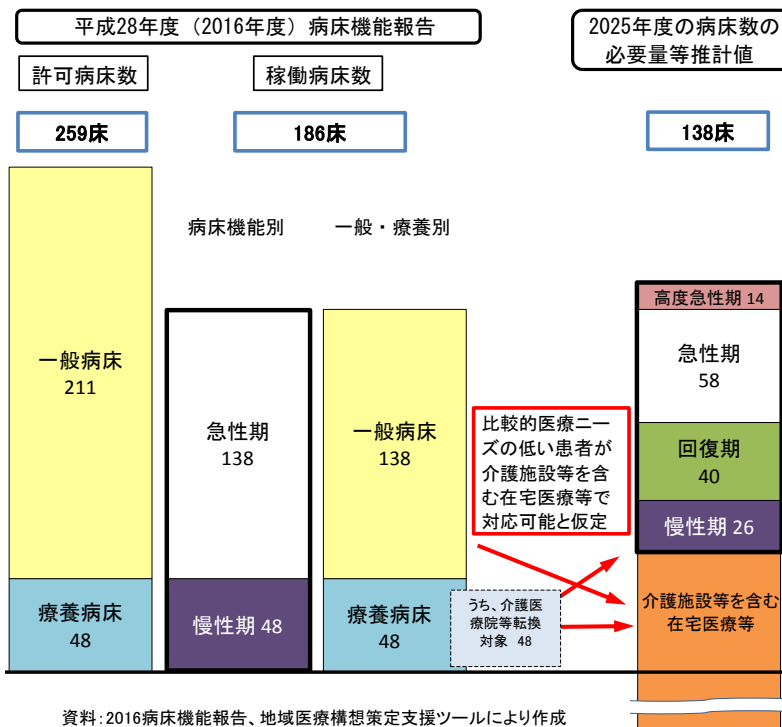 平成28年度（2016年度）病床機能報告
2025年度の病床数の
必要量等推計値
許可病床数
稼働病床数
259床
186床
138床
病床機能別
一般・療養別
一般病床
211
療養病床
48
急性期
138
慢性期 48
一般病床
138
療養病床
48
比較的医療ニー
ズの低い患者が
介護施設等を含
む在宅医療等で
対応可能と仮定
うち、介護医
療院等転換
対象 48
高度急性期 14
急性期
58
回復期
40
慢性期 26
介護施設等を含む
在宅医療等
資料：2016病床機能報告、地域医療構想策定支援ツールにより作成